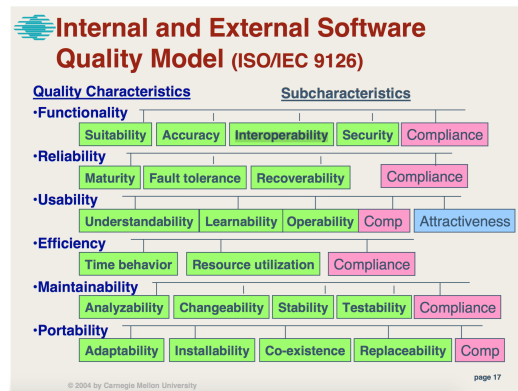 Internal and External Software
Quality Model (ISO/IEC 9126)
Quality Characteristics Subcharacteristics
•Functionality
Suitability Accuracy Interoperability Security Compliance
•Reliability
Maturity Fault tolerance Recoverability Compliance
•Usability
Understandability Learnability Operability Comp Attractiveness
•Efficiency
Time behavior Resource utilization Compliance
•Maintainability
Analyzability Changeability Stability Testability Compliance
•Portability
Adaptability Installability Co-existence Replaceability Comp
page 17
© 2004 by Carnegie Mellon University